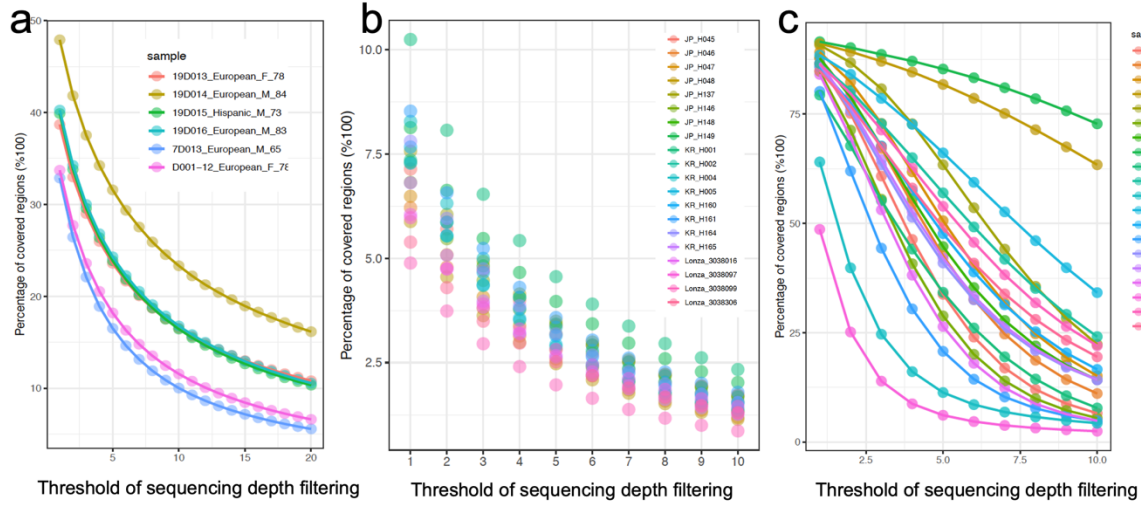 a
b
c
Percentage of covered regions (%100)
50
40
30
20
10
5
10
15
20
sample
19D013_European_F_78
19D014_European_M_84
19D015_Hispanic_M_73
19D016_European_M_83
7D013_European_M_65
D001-12_European_F_76
Threshold of sequencing depth filtering
Percentage of covered regions (%100)
10.0
7.5
5.0
2.5
1
2
3
4
5
6
7
8
9
10
JP_H045
JP_H046
JP_H047
JP_H048
JP_H137
JP_H146
JP_H148
JP_H149
KR_H001
KR_H002
KR_H004
KR_H005
KR_H160
KR_H161
KR_H164
KR_H165
Lonza_3038016
Lonza_3038097
Lonza_3038099
Lonza_3038306
Threshold of sequencing depth filtering
Percentage of covered regions (%100)
75
50
25
0
2.5
5.0
7.5
10.0
sa
Threshold of sequencing depth filtering